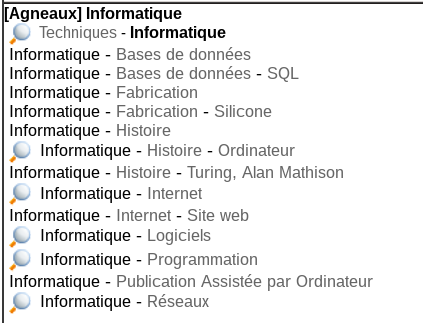 [Agneaux] Informatique
Techniques - Informatique
Informatique - Bases de données
Informatique - Bases de données - SQL
Informatique - Fabrication
Informatique - Fabrication - Silicone
Informatique - Histoire
Informatique - Histoire - Ordinateur
Informatique - Histoire - Turing, Alan Mathison
Informatique - Internet
Informatique - Internet - Site web
Informatique - Logiciels
Informatique - Programmation
Informatique - Publication Assistée par Ordinateur
Informatique - Réseaux